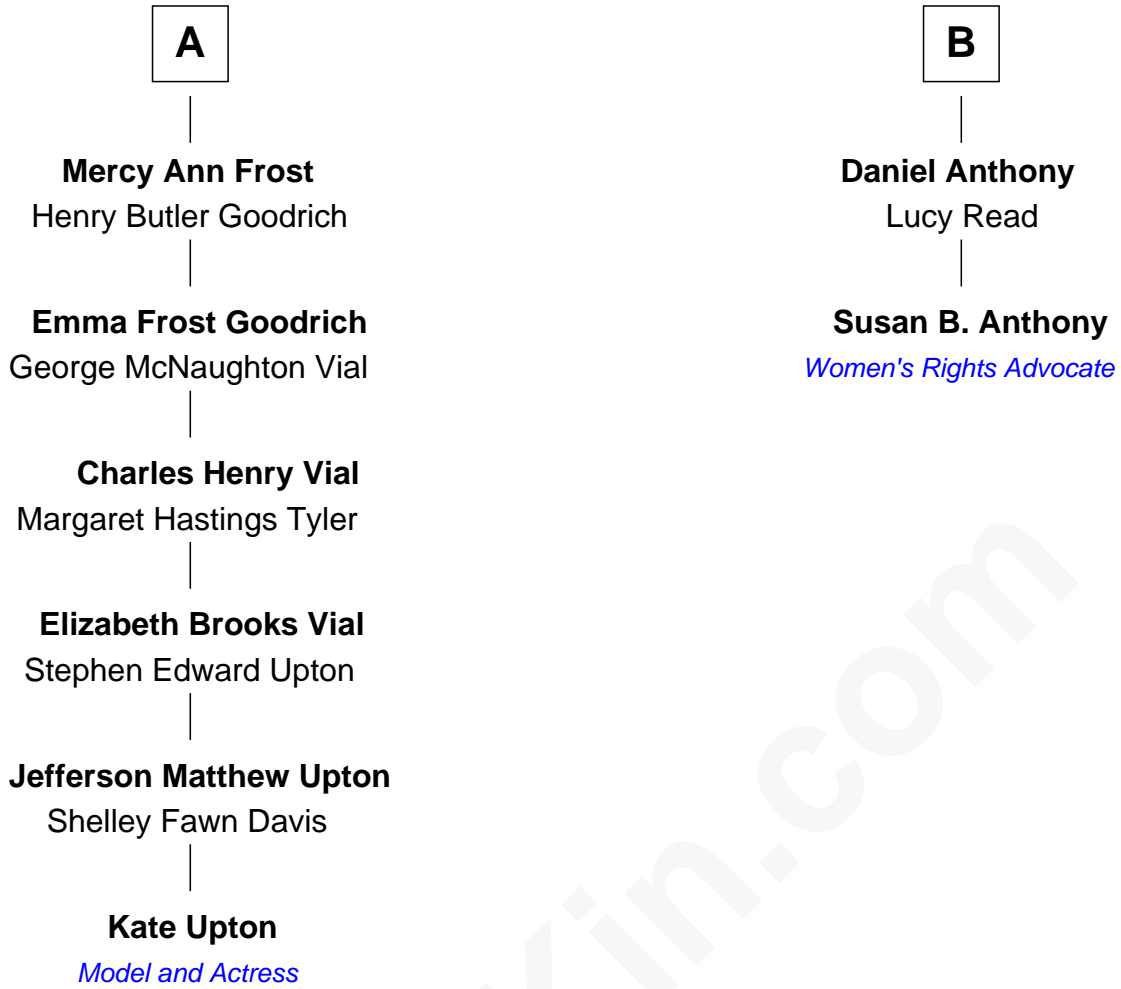 A
Mercy Ann Frost
Henry Butler Goodrich
Emma Frost Goodrich
George McNaughton Vial
Charles Henry Vial
Margaret Hastings Tyler
Elizabeth Brooks Vial
Stephen Edward Upton
Jefferson Matthew Upton
Shelley Fawn Davis
Kate Upton
Model and Actress
B
Daniel Anthony
Lucy Read
Susan B. Anthony
Women's Rights Advocate
Kin.com